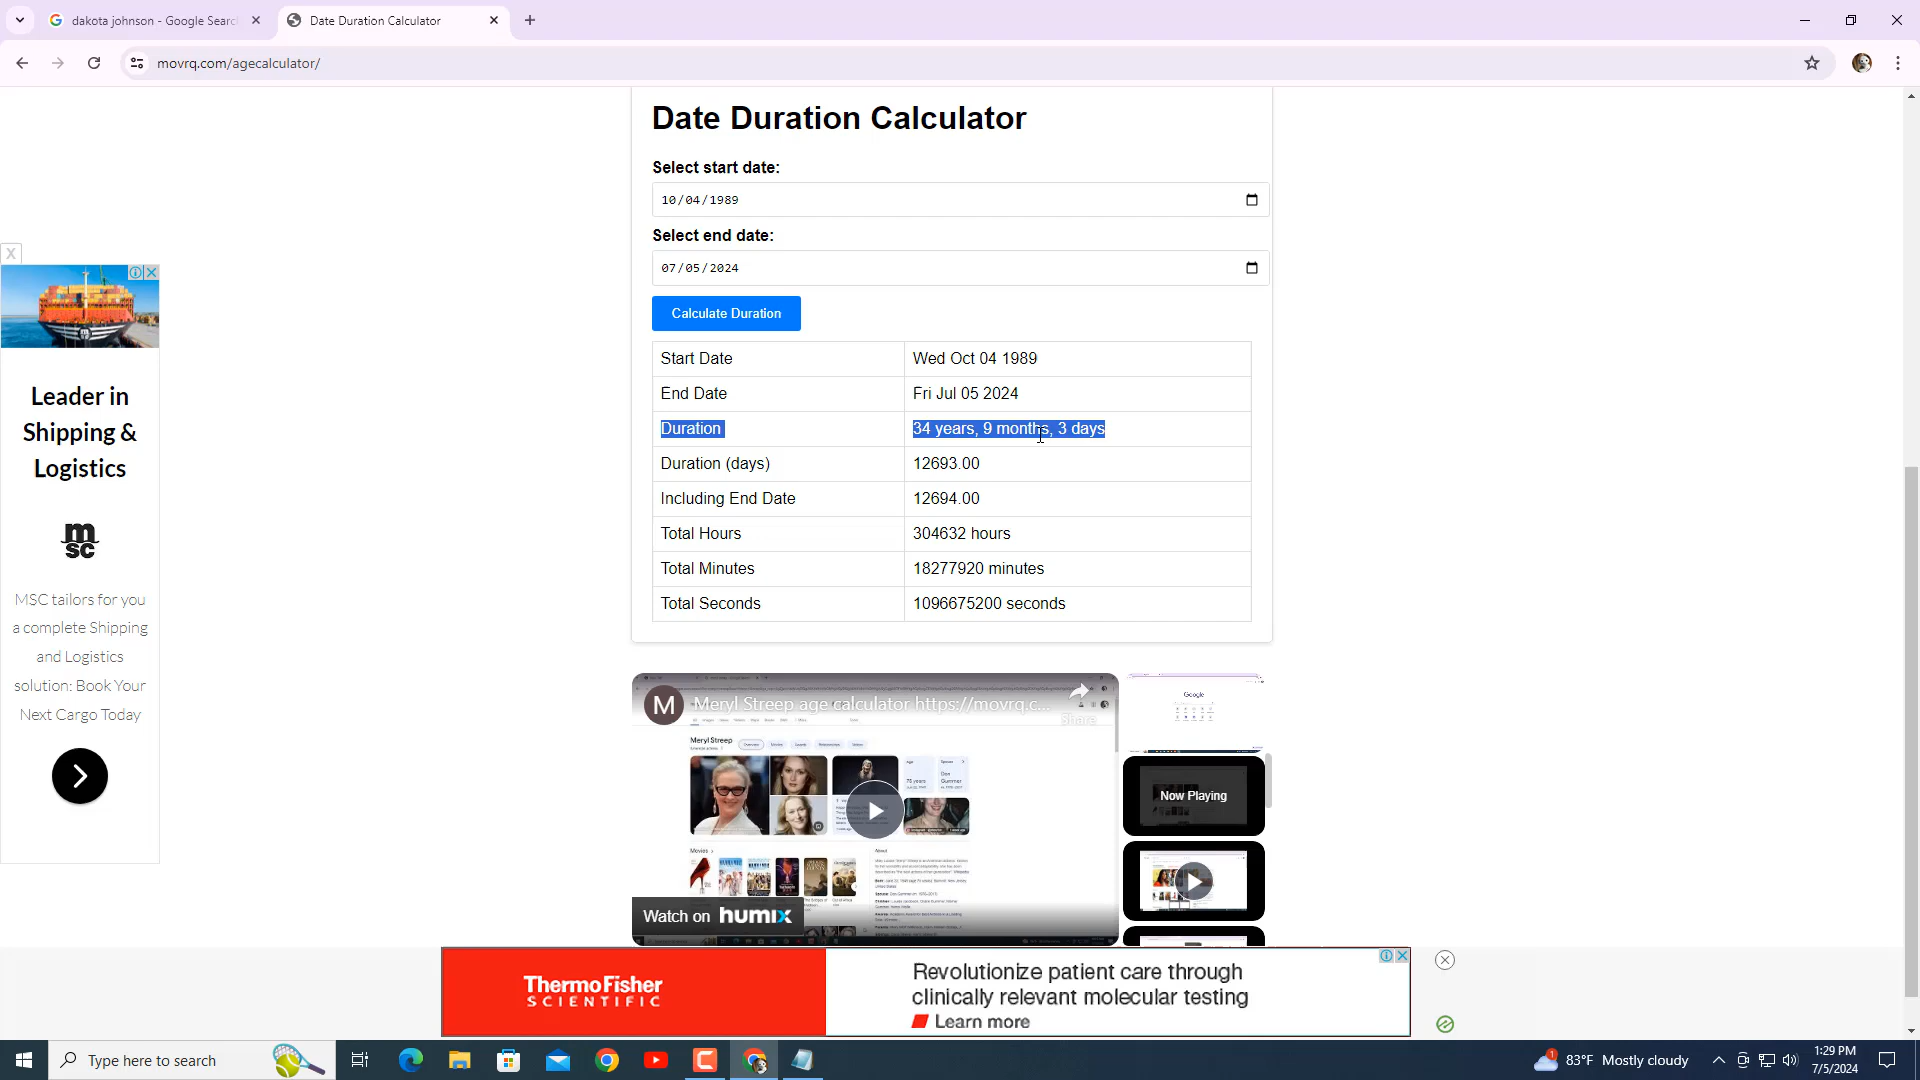 dakota johnson - Google Searc
Date Duration Calculator
movrq.com/agecalculator/
Date Duration Calculator
Select start date:
10/04/1989
Select end date:
07/05/2024
Calculate Duration
Start Date Wed Oct 04 1989
End Date Fri Jul 05 2024
Duration 34 years, 9 months, 3 days
Duration (days) 12693.00
Including End Date 12694.00
Total Hours 304632 hours
Total Minutes 18277920 minutes
Total Seconds 1096675200 seconds
X
Leader in
Shipping &
Logistics
msc
MSC tailors for you
a complete Shipping
and Logistics
solution: Book Your
Next Cargo Today
M
Meryl Streep age calculator https://movrq.c...
Share
Meryl Streep
Google
Now Playing
Watch on humix
ThermoFisher
SCIENTIFIC
Revolutionize patient care through
clinically relevant molecular testing
Learn more
Type here to search
83°F Mostly cloudy
1:29 PM
7/5/2024